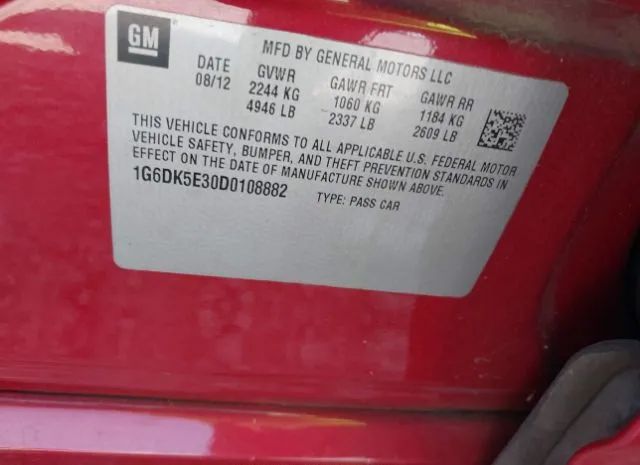 GM
MFD BY GENERAL MOTORS LLC
DATE GVWR GAWR FRT GAWR RR
08/12 2244 KG 1060 KG 1184 KG
4946 LB 2337 LB 2609 LB
THIS VEHICLE CONFORMS TO ALL APPLICABLE U.S. FEDERAL MOTOR
VEHICLE SAFETY, BUMPER, AND THEFT PREVENTION STANDARDS IN
EFFECT ON THE DATE OF MANUFACTURE SHOWN ABOVE.
1G6DK5E30D0108882 TYPE: PASS CAR